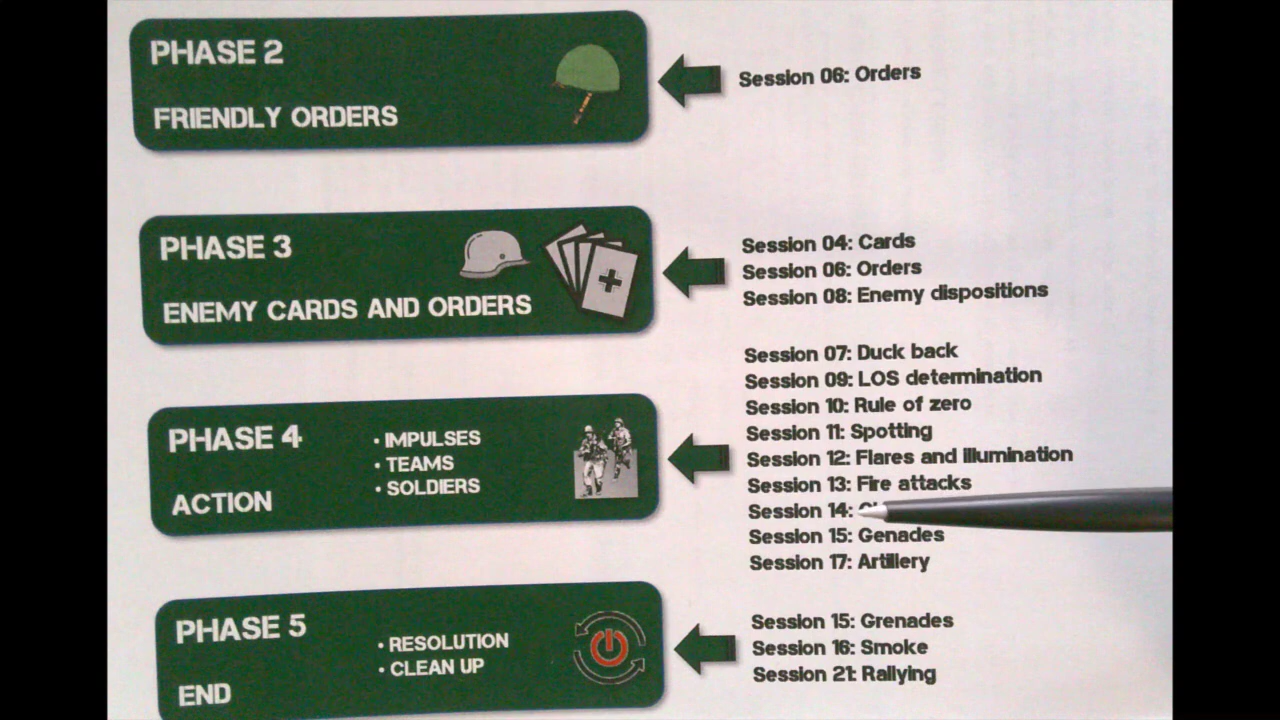 PHASE 2
FRIENDLY ORDERS
Session 06: Orders
PHASE 3
ENEMY CARDS AND ORDERS
Session 04: Cards
Session 06: Orders
Session 08: Enemy dispositions
PHASE 4
ACTION
• IMPULSES
• TEAMS
• SOLDIERS
Session 07: Duck back
Session 09: LOS determination
Session 10: Rule of zero
Session 11: Spotting
Session 12: Flares and illumination
Session 13: Fire attacks
Session 14:
Session 15: Genades
Session 17: Artillery
PHASE 5
END
• RESOLUTION
• CLEAN UP
Session 15: Grenades
Session 16: Smoke
Session 21: Rallying